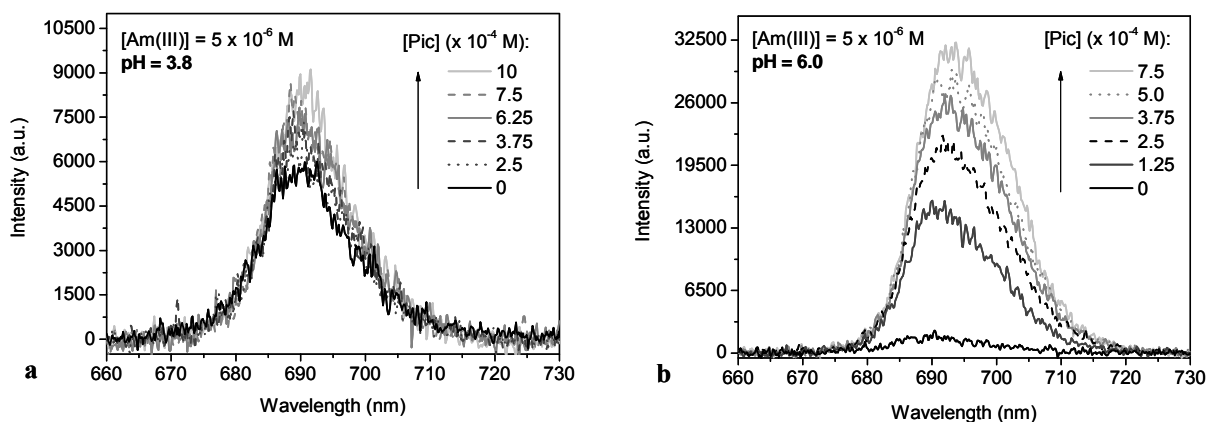 [Am(III)] = 5 x 10⁻⁶ M
pH = 3.8
[Pic] (x 10⁻⁴ M):
10
7.5
6.25
3.75
2.5
0
10500
9000
7500
6000
4500
3000
1500
0
Intensity (a.u.)
660 670 680 690 700 710 720 730
Wavelength (nm)
a
[Am(III)] = 5 x 10⁻⁶ M
pH = 6.0
[Pic] (x 10⁻⁴ M):
7.5
5.0
3.75
2.5
1.25
0
32500
26000
19500
13000
6500
0
Intensity (a.u.)
660 670 680 690 700 710 720 730
Wavelength (nm)
b